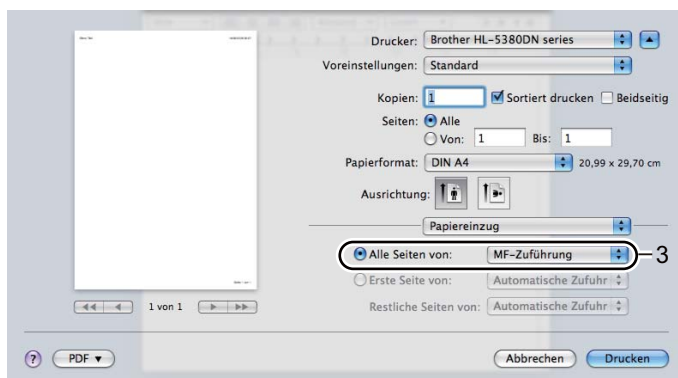 Drucker: Brother HL-5380DN series
Voreinstellungen: Standard
Kopien: 1 Sortiert drucken Beidseitig
Seiten: Alle
Von: 1 Bis: 1
Papierformat: DIN A4 20,99 x 29,70 cm
Ausrichtung:
Papiereinzug
Alle Seiten von: MF-Zuführung 3
Erste Seite von: Automatische Zufuhr
1 von 1 Restliche Seiten von: Automatische Zufuhr
? PDF Abbrechen Drucken